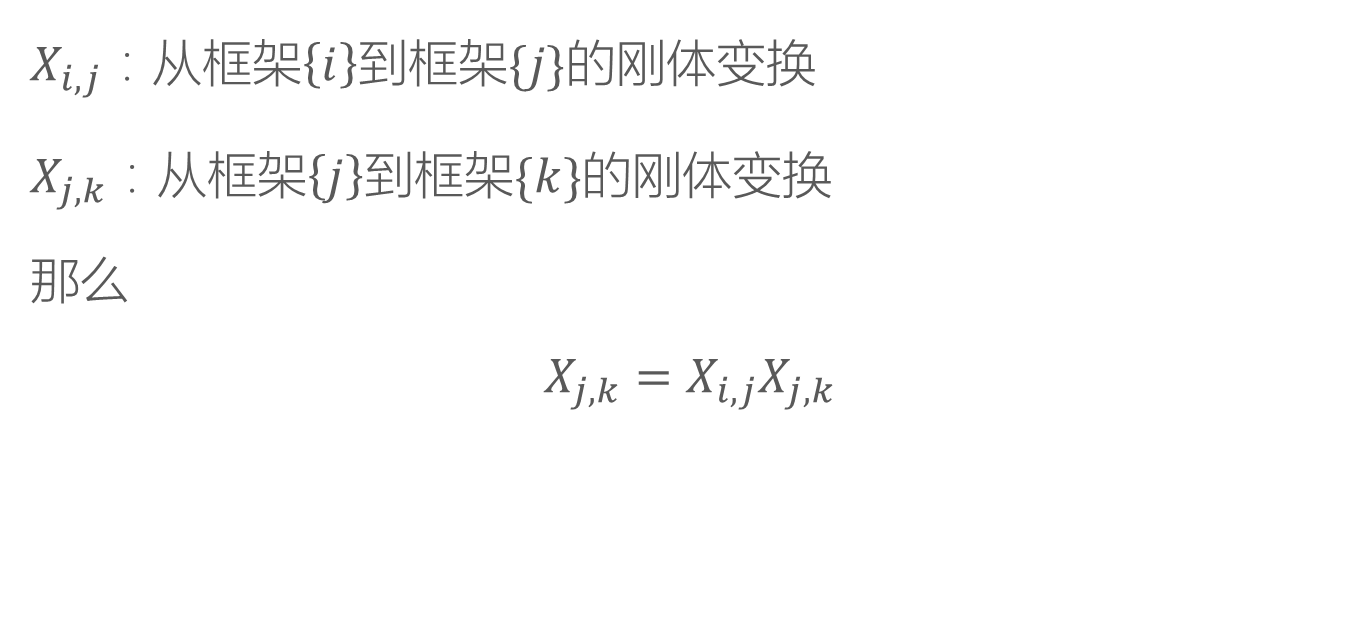 X_{i,j} : 从框架{i}到框架{j}的刚体变换
X_{j,k} : 从框架{j}到框架{k}的刚体变换
那么
X_{j,k} = X_{i,j}X_{j,k}